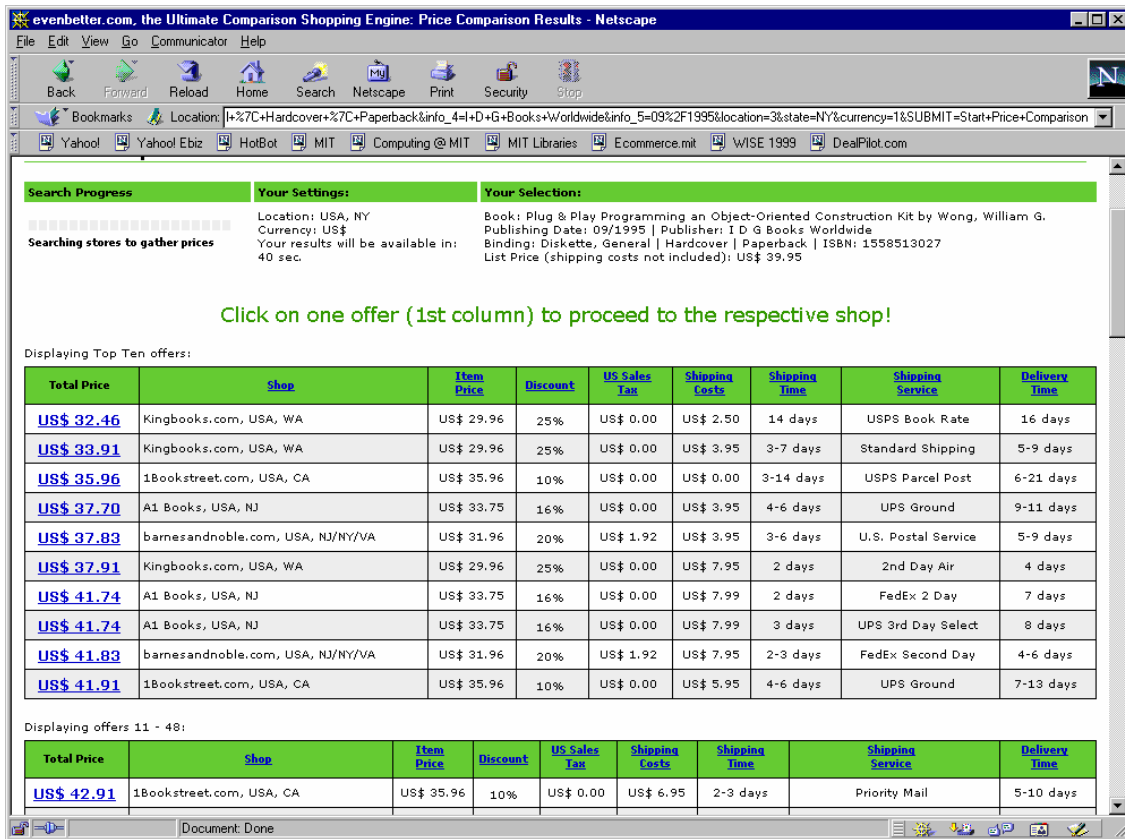 evenbetter.com, the Ultimate Comparison Shopping Engine: Price Comparison Results - Netscape
File Edit View Go Communicator Help
Back Forward Reload Home Search Netscape Print Security Stop
My
N
Bookmarks Location: I+%7C+Hardcover+%7C+Paperback&info_4=I+D+G+Books+Worldwide&info_5=09%2F1995&location=3&state=NY&currency=1&SUBMIT=Start+Price+Comparison
Yahoo! Yahoo! Ebiz HotBot MIT Computing @ MIT MIT Libraries Ecommerce.mit WISE 1999 DealPilot.com
Search Progress Your Settings: Your Selection:
Location: USA, NY Book: Plug & Play Programming an Object-Oriented Construction Kit by Wong, William G.
Currency: US$ Publishing Date: 09/1995 | Publisher: I D G Books Worldwide
Searching stores to gather prices Your results will be available in: Binding: Diskette, General | Hardcover | Paperback | ISBN: 1558513027
40 sec. List Price (shipping costs not included): US$ 39.95
Click on one offer (1st column) to proceed to the respective shop!
Displaying Top Ten offers:
Total Price Shop Item Price Discount US Sales Tax Shipping Costs Shipping Time Shipping Service Delivery Time
US$ 32.46 Kingbooks.com, USA, WA US$ 29.96 25% US$ 0.00 US$ 2.50 14 days USPS Book Rate 16 days
US$ 33.91 Kingbooks.com, USA, WA US$ 29.96 25% US$ 0.00 US$ 3.95 3-7 days Standard Shipping 5-9 days
US$ 35.96 1Bookstreet.com, USA, CA US$ 35.96 10% US$ 0.00 US$ 0.00 3-14 days USPS Parcel Post 6-21 days
US$ 37.70 A1 Books, USA, NJ US$ 33.75 16% US$ 0.00 US$ 3.95 4-6 days UPS Ground 9-11 days
US$ 37.83 barnesandnoble.com, USA, NJ/NY/VA US$ 31.96 20% US$ 1.92 US$ 3.95 3-6 days U.S. Postal Service 5-9 days
US$ 37.91 Kingbooks.com, USA, WA US$ 29.96 25% US$ 0.00 US$ 7.95 2 days 2nd Day Air 4 days
US$ 41.74 A1 Books, USA, NJ US$ 33.75 16% US$ 0.00 US$ 7.99 2 days FedEx 2 Day 7 days
US$ 41.74 A1 Books, USA, NJ US$ 33.75 16% US$ 0.00 US$ 7.99 3 days UPS 3rd Day Select 8 days
US$ 41.83 barnesandnoble.com, USA, NJ/NY/VA US$ 31.96 20% US$ 1.92 US$ 7.95 2-3 days FedEx Second Day 4-6 days
US$ 41.91 1Bookstreet.com, USA, CA US$ 35.96 10% US$ 0.00 US$ 5.95 4-6 days UPS Ground 7-13 days
Displaying offers 11 - 48:
Total Price Shop Item Price Discount US Sales Tax Shipping Costs Shipping Time Shipping Service Delivery Time
US$ 42.91 1Bookstreet.com, USA, CA US$ 35.96 10% US$ 0.00 US$ 6.95 2-3 days Priority Mail 5-10 days
Document: Done